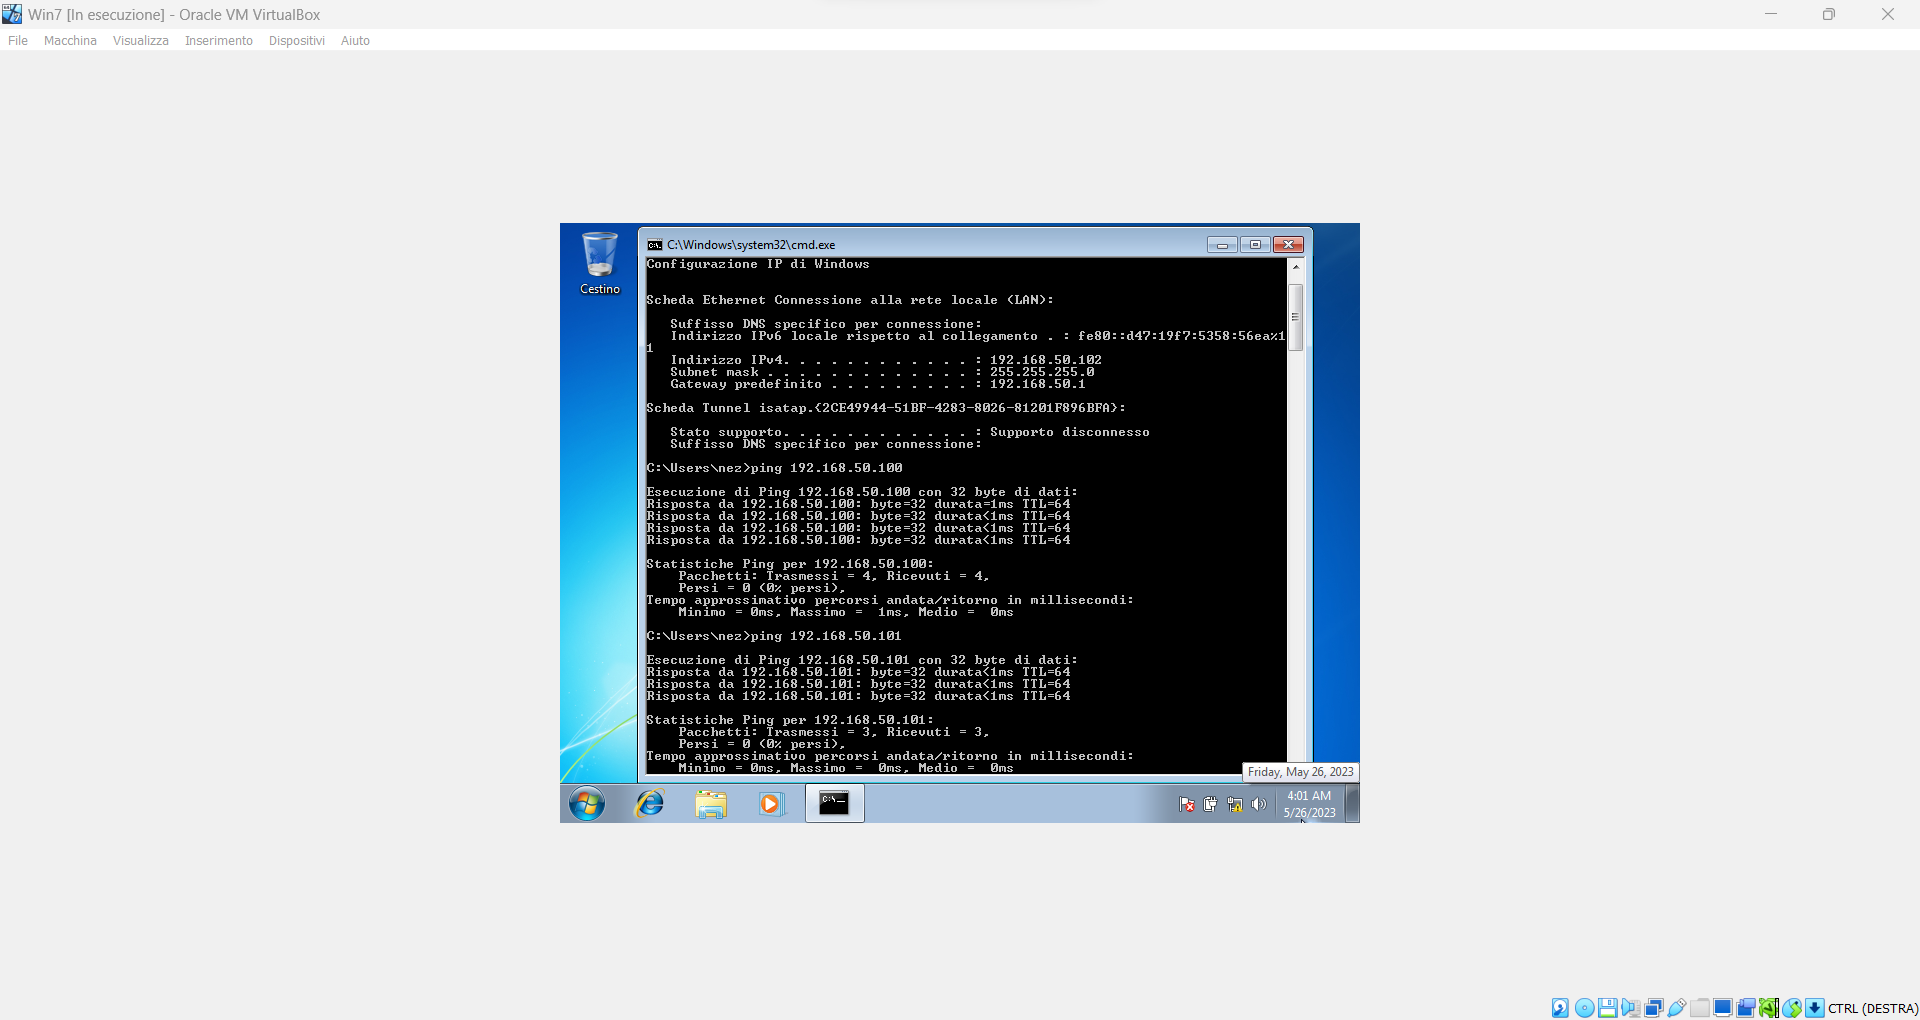 Win7 [In esecuzione] - Oracle VM VirtualBox
File Macchina Visualizza Inserimento Dispositivi Aiuto
Cestino
C:\Windows\system32\cmd.exe
Configurazione IP di Windows
Scheda Ethernet Connessione alla rete locale (LAN):
Suffisso DNS specifico per connessione:
Indirizzo IPv6 locale rispetto al collegamento . : fe80::d47:19f7:5358:56ea%1
1
Indirizzo IPv4. . . . . . . . . . . . : 192.168.50.102
Subnet mask . . . . . . . . . . . . . : 255.255.255.0
Gateway predefinito . . . . . . . . . : 192.168.50.1
Scheda Tunnel isatap.{2CE49944-51BF-4283-8026-81201F896BFA}:
Stato supporto. . . . . . . . . . . . : Supporto disconnesso
Suffisso DNS specifico per connessione:
C:\Users\nez>ping 192.168.50.100
Esecuzione di Ping 192.168.50.100 con 32 byte di dati:
Risposta da 192.168.50.100: byte=32 durata=1ms TTL=64
Risposta da 192.168.50.100: byte=32 durata<1ms TTL=64
Risposta da 192.168.50.100: byte=32 durata<1ms TTL=64
Risposta da 192.168.50.100: byte=32 durata<1ms TTL=64
Statistiche Ping per 192.168.50.100:
Pacchetti: Trasmessi = 4, Ricevuti = 4,
Persi = 0 (0% persi),
Tempo approssimativo percorsi andata/ritorno in millisecondi:
Minimo = 0ms, Massimo =  1ms, Medio =  0ms
C:\Users\nez>ping 192.168.50.101
Esecuzione di Ping 192.168.50.101 con 32 byte di dati:
Risposta da 192.168.50.101: byte=32 durata<1ms TTL=64
Risposta da 192.168.50.101: byte=32 durata<1ms TTL=64
Risposta da 192.168.50.101: byte=32 durata<1ms TTL=64
Statistiche Ping per 192.168.50.101:
Pacchetti: Trasmessi = 3, Ricevuti = 3,
Persi = 0 (0% persi),
Tempo approssimativo percorsi andata/ritorno in millisecondi:
Minimo = 0ms, Massimo =  0ms, Medio =  0ms
Friday, May 26, 2023
4:01 AM
5/26/2023
CTRL (DESTRA)